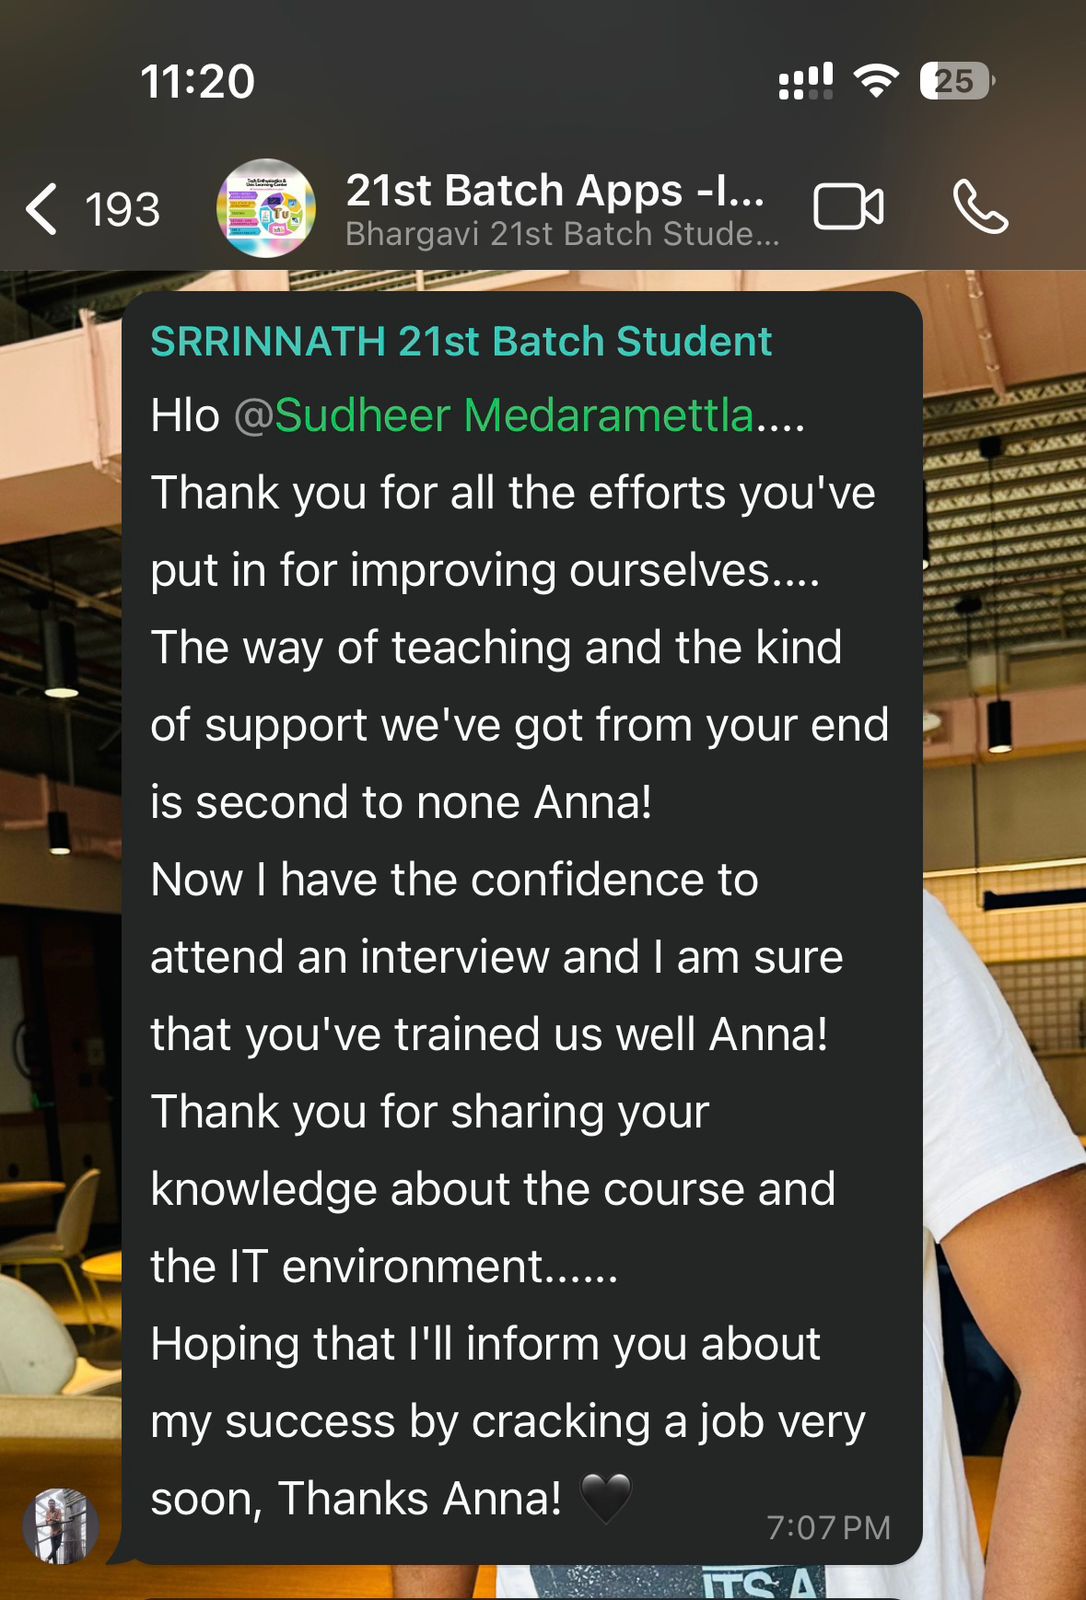 11:20
25
193
21st Batch Apps -I...
Bhargavi 21st Batch Stude...
SRRINNATH 21st Batch Student
Hlo @Sudheer Medaramettla....
Thank you for all the efforts you've
put in for improving ourselves....
The way of teaching and the kind
of support we've got from your end
is second to none Anna!
Now I have the confidence to
attend an interview and I am sure
that you've trained us well Anna!
Thank you for sharing your
knowledge about the course and
the IT environment......
Hoping that I'll inform you about
my success by cracking a job very
soon, Thanks Anna! 🖤
7:07 PM
ITS A